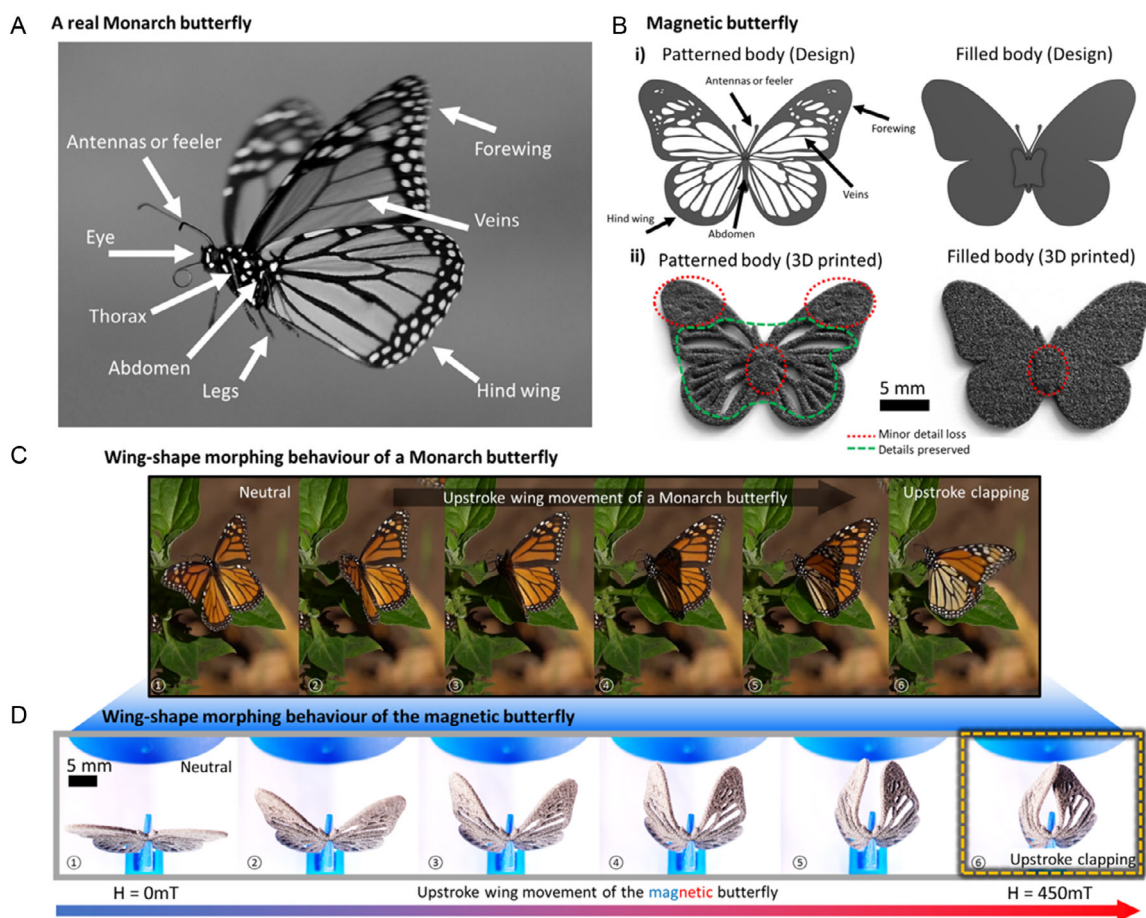 A
A real Monarch butterfly
Antennas or feeler
Eye
Thorax
Abdomen
Legs
Forewing
Veins
Hind wing
B
Magnetic butterfly
i)
Patterned body (Design)
Filled body (Design)
Antennas or feeler
Forewing
Veins
Hind wing
Abdomen
ii)
Patterned body (3D printed)
Filled body (3D printed)
5 mm
Minor detail loss
Details preserved
C
Wing-shape morphing behaviour of a Monarch butterfly
Neutral
Upstroke wing movement of a Monarch butterfly
Upstroke clapping
①
②
③
④
⑤
⑥
D
Wing-shape morphing behaviour of the magnetic butterfly
5 mm
Neutral
①
②
③
④
⑤
⑥
Upstroke clapping
H = 0mT
Upstroke wing movement of the magnetic butterfly
H = 450mT